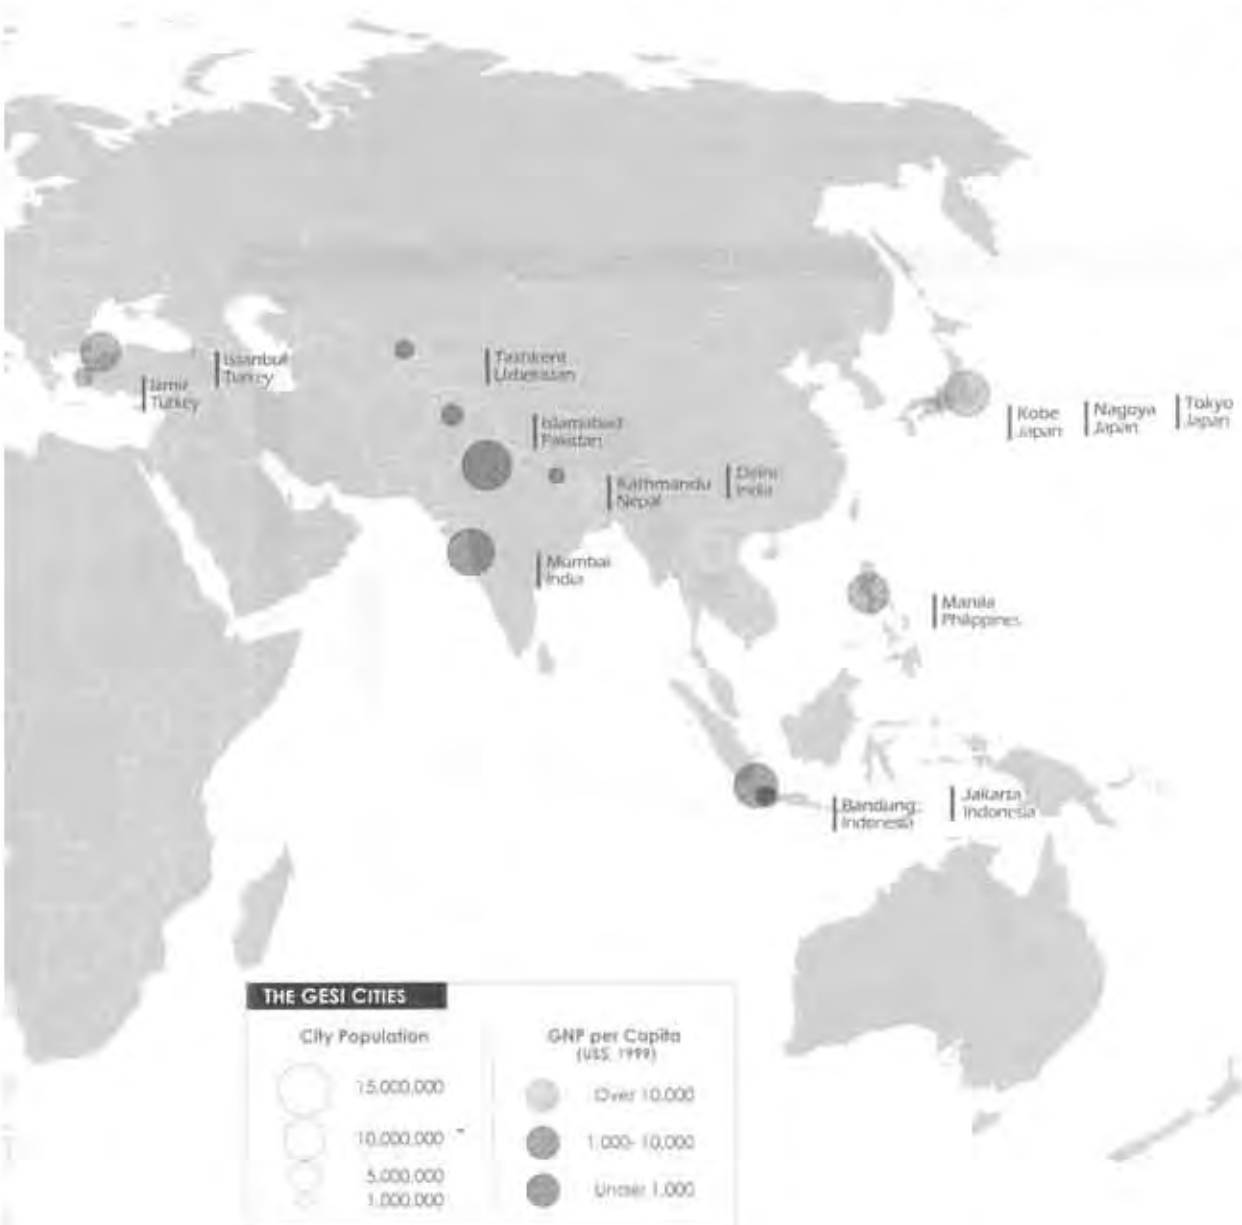 Istanbul
Turkey
Izmir
Turkey
Tashkent
Uzbekistan
Islamabad
Pakistan
Kathmandu
Nepal
Delhi
India
Mumbai
India
Kobe
Japan
Nagoya
Japan
Tokyo
Japan
Manila
Philippines
Bandung
Indonesia
Jakarta
Indonesia
THE GESI CITIES
City Population
15,000,000
10,000,000
5,000,000
1,000,000
GNP per Capita
(US$, 1999)
Over 10,000
1,000- 10,000
Under 1,000